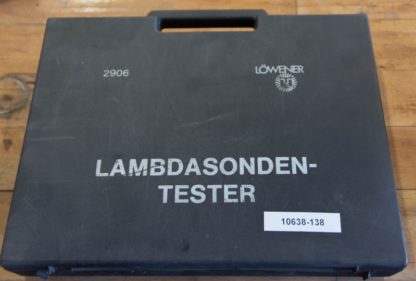 2906
LÖWENER
LAMBDASONDEN-
TESTER
10638-138